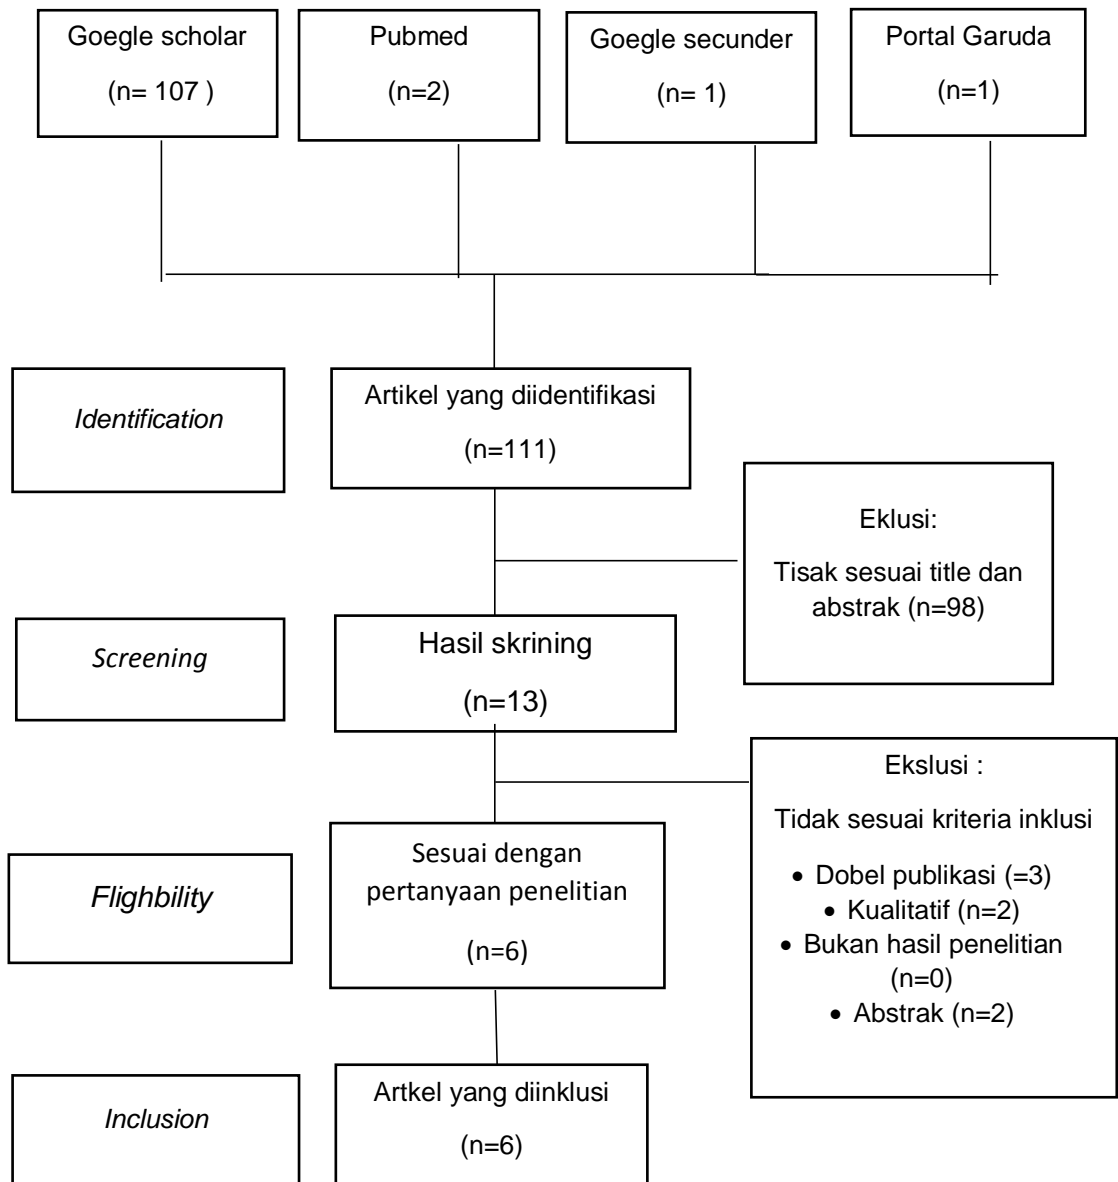 Goegle scholar
(n= 107 )
Pubmed
(n=2)
Goegle secunder
(n= 1)
Portal Garuda
(n=1)
Identification
Artikel yang diidentifikasi
(n=111)
Eklusi:
Tisak sesuai title dan
abstrak (n=98)
Screening
Hasil skrining
(n=13)
Ekslusi :
Tidak sesuai kriteria inklusi
• Dobel publikasi (=3)
• Kualitatif (n=2)
• Bukan hasil penelitian
(n=0)
• Abstrak (n=2)
Flighbility
Sesuai dengan
pertanyaan penelitian
(n=6)
Inclusion
Artkel yang diinklusi
(n=6)